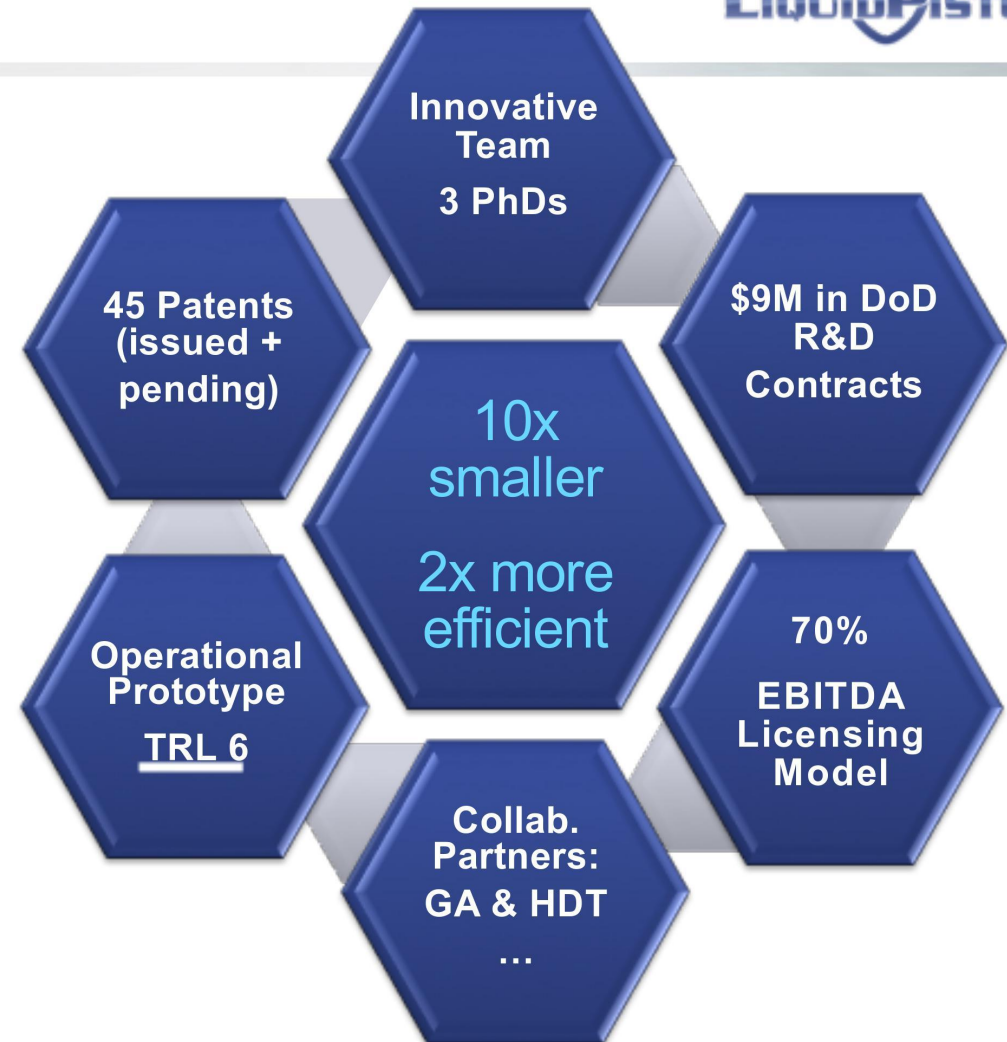 Innovative
Team
3 PhDs
45 Patents
(issued +
pending)
$9M in DoD
R&D
Contracts
10x
smaller
2x more
efficient
Operational
Prototype
TRL 6
70%
EBITDA
Licensing
Model
Collab.
Partners:
GA & HDT
...